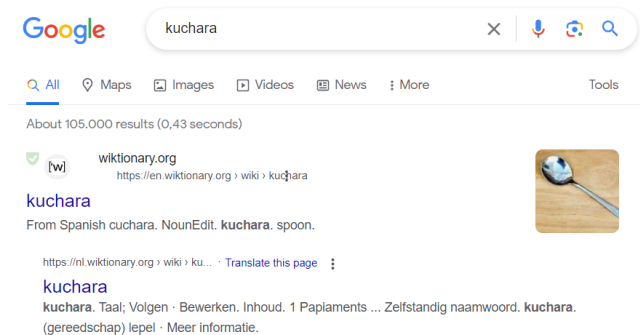 Google
kuchara
All Maps Images Videos News More Tools
About 105.000 results (0,43 seconds)
['w] wiktionary.org
https://en.wiktionary.org › wiki › kuchara
kuchara
From Spanish cuchara. NounEdit. kuchara. spoon.
https://nl.wiktionary.org › wiki › ku... · Translate this page
kuchara
kuchara. Taal; Volgen · Bewerken. Inhoud. 1 Papiaments ... Zelfstandig naamwoord. kuchara.
(gereedschap) lepel · Meer informatie.